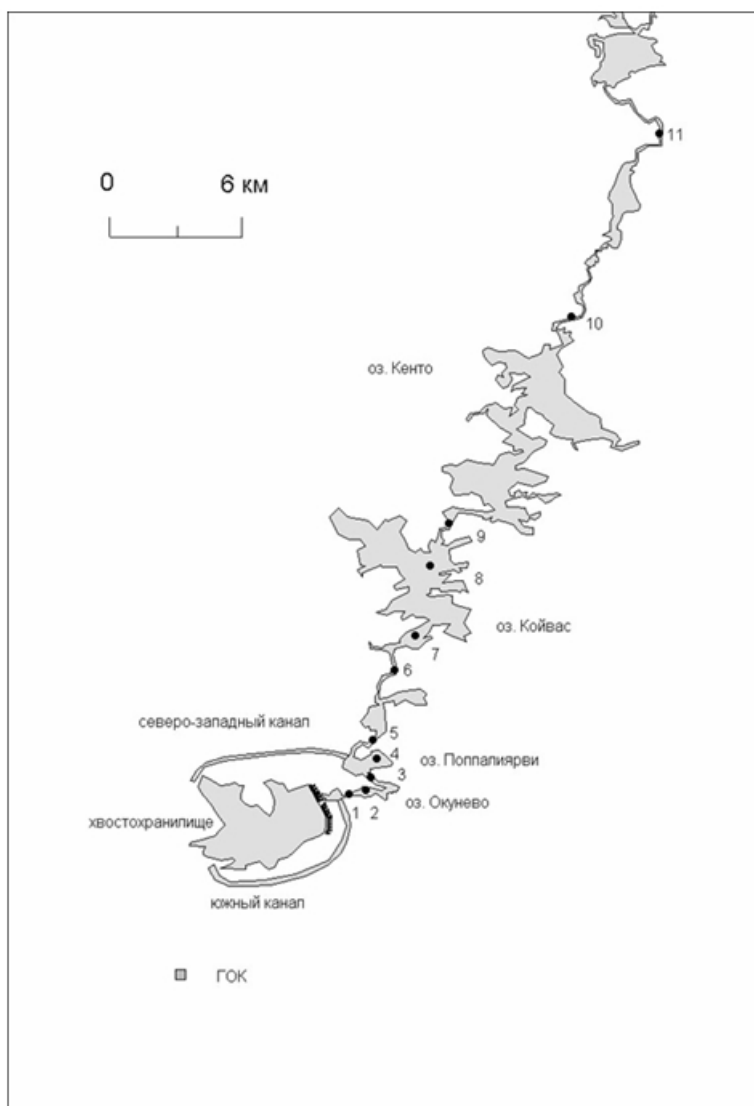 11
0 6 км
10
оз. Кенто
9
8
оз. Койвас
7
6
северо-западный канал
5
4
оз. Поппалиярви
3
оз. Окунево
1 2
хвостохранилище
южный канал
ГОК